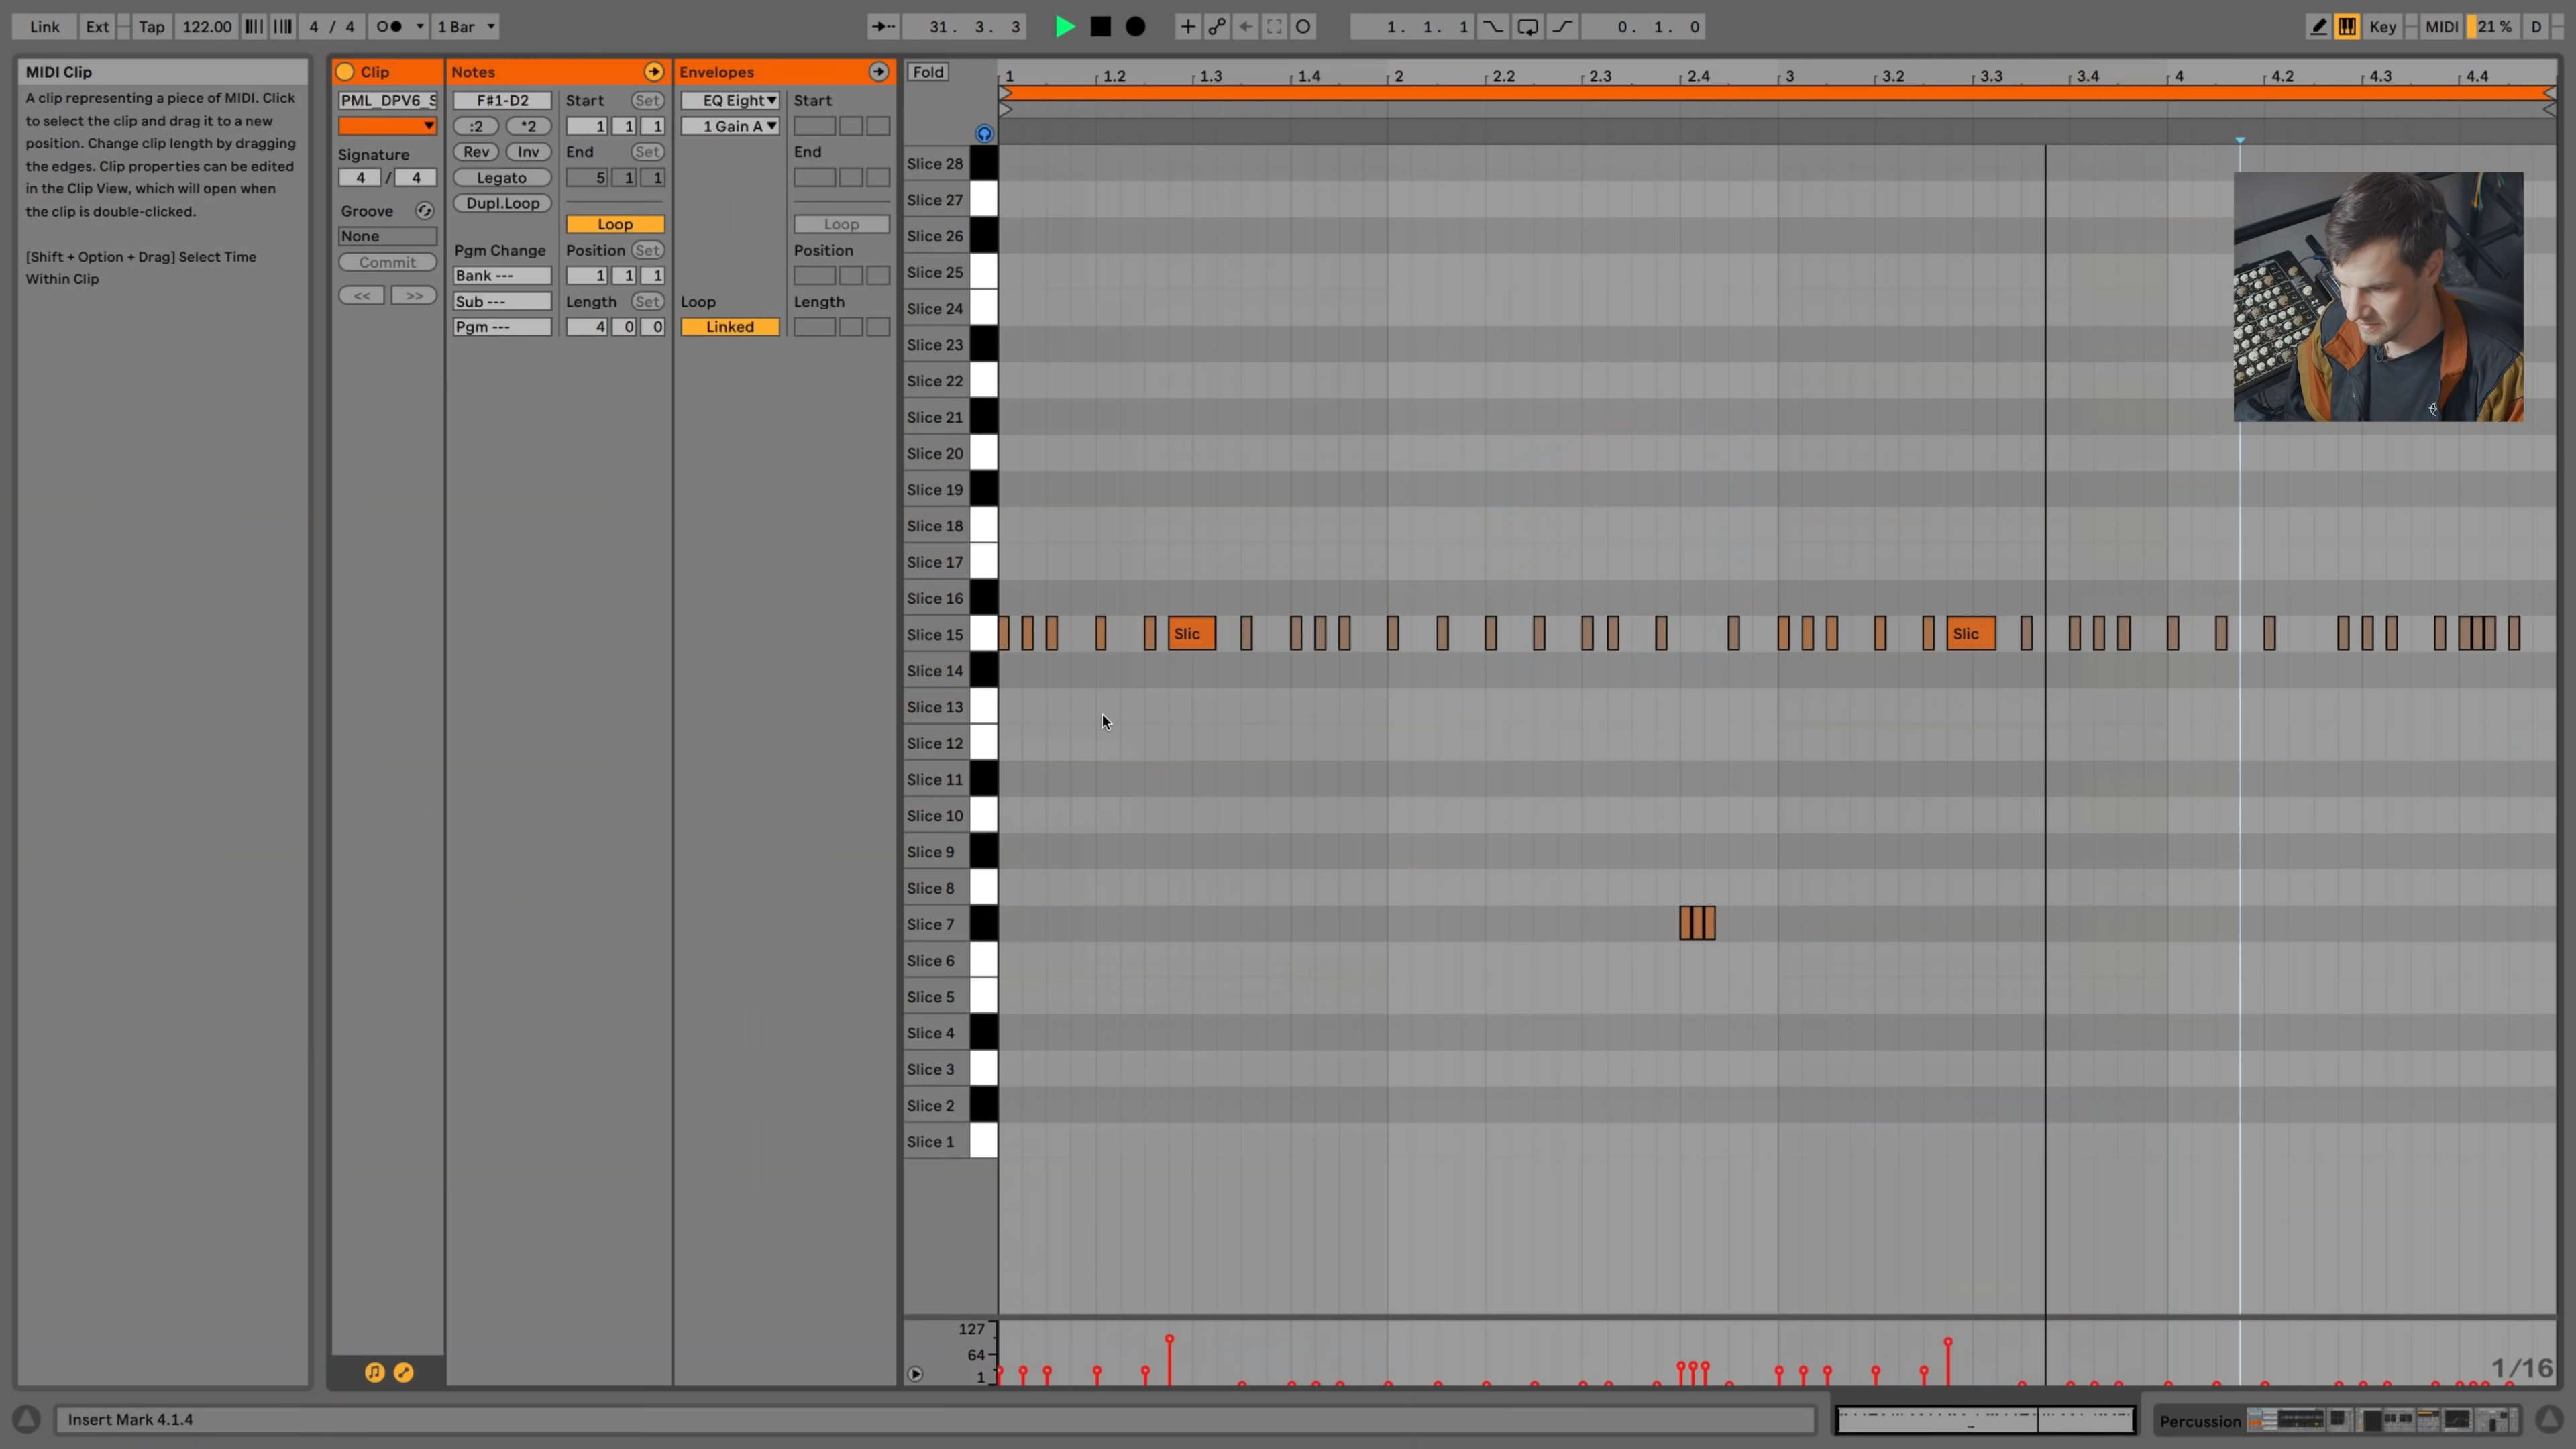 Link Ext Tap 122.00 4 / 4 1 Bar 31. 3. 3 1. 1. 1 0. 1. 0 Key MIDI 21 % D
MIDI Clip
A clip representing a piece of MIDI. Click
to select the clip and drag it to a new
position. Change clip length by dragging
the edges. Clip properties can be edited
in the Clip View, which will open when
the clip is double-clicked.
[Shift + Option + Drag] Select Time
Within Clip
Clip
PML_DPV6_S
Signature
4 / 4
Groove
None
Commit
<< >>
Notes
F#1-D2
:2 *2
Rev Inv
Legato
Dupl.Loop
Pgm Change
Bank ---
Sub ---
Pgm ---
Start Set
1 1 1
End Set
5 1 1
Loop
Position Set
1 1 1
Length Set
4 0 0
Envelopes
EQ Eight
1 Gain A
Loop
Linked
Start
End
Loop
Position
Length
Fold
1 1.2 1.3 1.4 2 2.2 2.3 2.4 3 3.2 3.3 3.4 4 4.2 4.3 4.4
Slice 28
Slice 27
Slice 26
Slice 25
Slice 24
Slice 23
Slice 22
Slice 21
Slice 20
Slice 19
Slice 18
Slice 17
Slice 16
Slice 15 Slic Slic
Slice 14
Slice 13
Slice 12
Slice 11
Slice 10
Slice 9
Slice 8
Slice 7
Slice 6
Slice 5
Slice 4
Slice 3
Slice 2
Slice 1
127
64
1
1/16
Insert Mark 4.1.4
Percussion